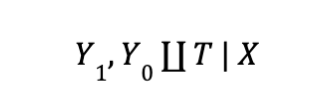 Y₁, Y₀ ∐ T | X